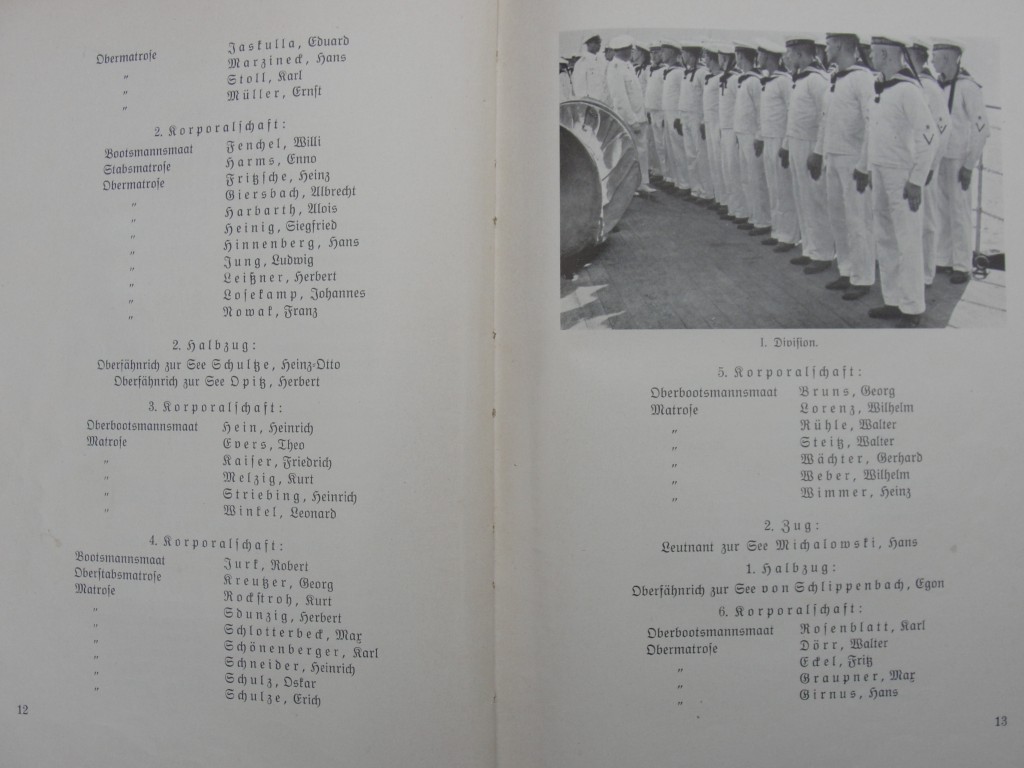 Obermatrose Jaskulla, Eduard
„ Marzineck, Hans
„ Stoll, Karl
„ Müller, Ernst
2. Korporalschaft:
Bootsmannsmaat Fenchel, Willi
Stabsmatrose Harms, Enno
Obermatrose Fritzsche, Heinz
„ Giersbach, Albrecht
„ Harbarth, Alois
„ Heinig, Siegfried
„ Hinnenberg, Hans
„ Jung, Ludwig
„ Leißner, Herbert
„ Losekamp, Johannes
„ Nowak, Franz
2. Halbzug:
Oberfähnrich zur See Schultze, Heinz-Otto
Oberfähnrich zur See Opitz, Herbert
3. Korporalschaft:
Oberbootsmannsmaat Hein, Heinrich
Matrose Evers, Theo
„ Kaiser, Friedrich
„ Melzig, Kurt
„ Striebing, Heinrich
„ Winkel, Leonard
4. Korporalschaft:
Bootsmannsmaat Jurk, Robert
Oberstabsmatrose Kreutzer, Georg
Matrose Rockstroh, Kurt
„ Sdunzig, Herbert
„ Schlotterbeck, Max
„ Schönenberger, Karl
„ Schneider, Heinrich
„ Schulz, Oskar
„ Schulze, Erich
12
1. Division.
5. Korporalschaft:
Oberbootsmannsmaat Bruns, Georg
Matrose Lorenz, Wilhelm
„ Rühle, Walter
„ Steitz, Walter
„ Wächter, Gerhard
„ Weber, Wilhelm
„ Wimmer, Heinz
2. Zug:
Leutnant zur See Michalowski, Hans
1. Halbzug:
Oberfähnrich zur See von Schlippenbach, Egon
6. Korporalschaft:
Oberbootsmannsmaat Rosenblatt, Karl
Obermatrose Dörr, Walter
„ Eckel, Fritz
„ Graupner, Max
„ Girnus, Hans
13